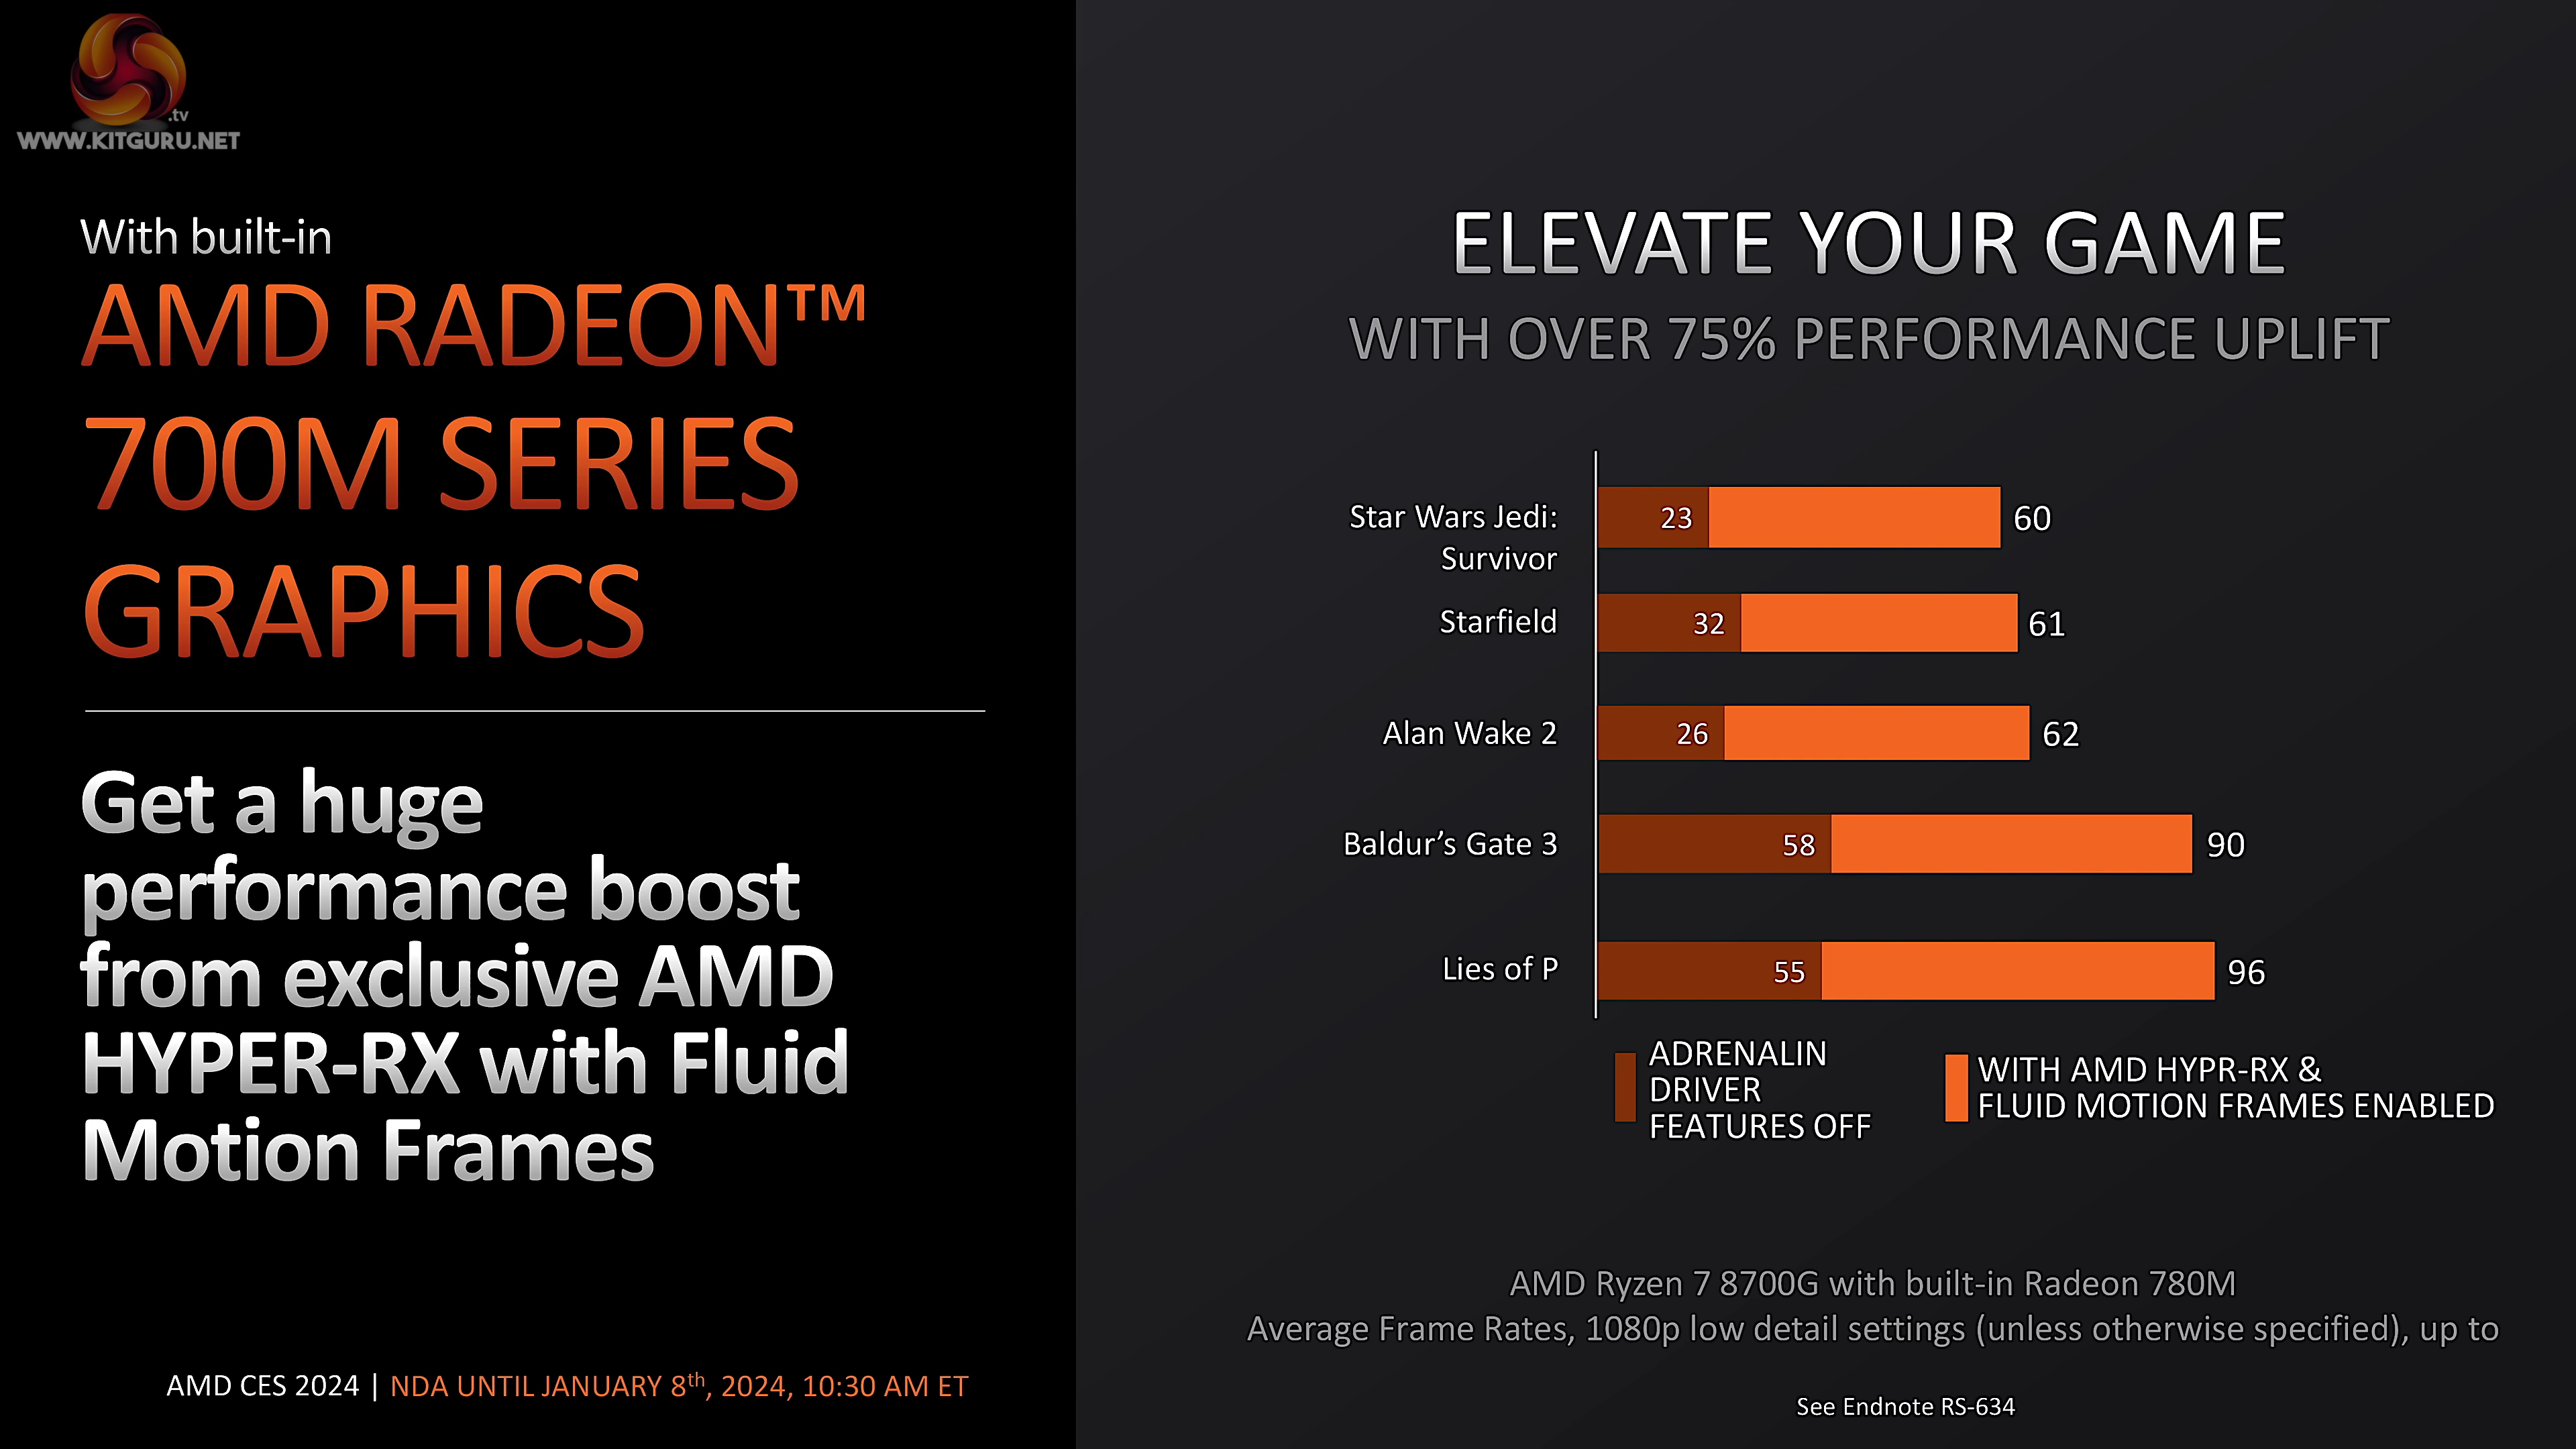 .tv
WWW.KITGURU.NET
With built-in
AMD RADEON™
700M SERIES
GRAPHICS
Get a huge
performance boost
from exclusive AMD
HYPER-RX with Fluid
Motion Frames
AMD CES 2024 | NDA UNTIL JANUARY 8th, 2024, 10:30 AM ET
ELEVATE YOUR GAME
WITH OVER 75% PERFORMANCE UPLIFT
Star Wars Jedi:
Survivor
23 60
Starfield 32 61
Alan Wake 2 26 62
Baldur’s Gate 3 58 90
Lies of P 55 96
ADRENALIN
DRIVER
FEATURES OFF
WITH AMD HYPR-RX &
FLUID MOTION FRAMES ENABLED
AMD Ryzen 7 8700G with built-in Radeon 780M
Average Frame Rates, 1080p low detail settings (unless otherwise specified), up to
See Endnote RS-634